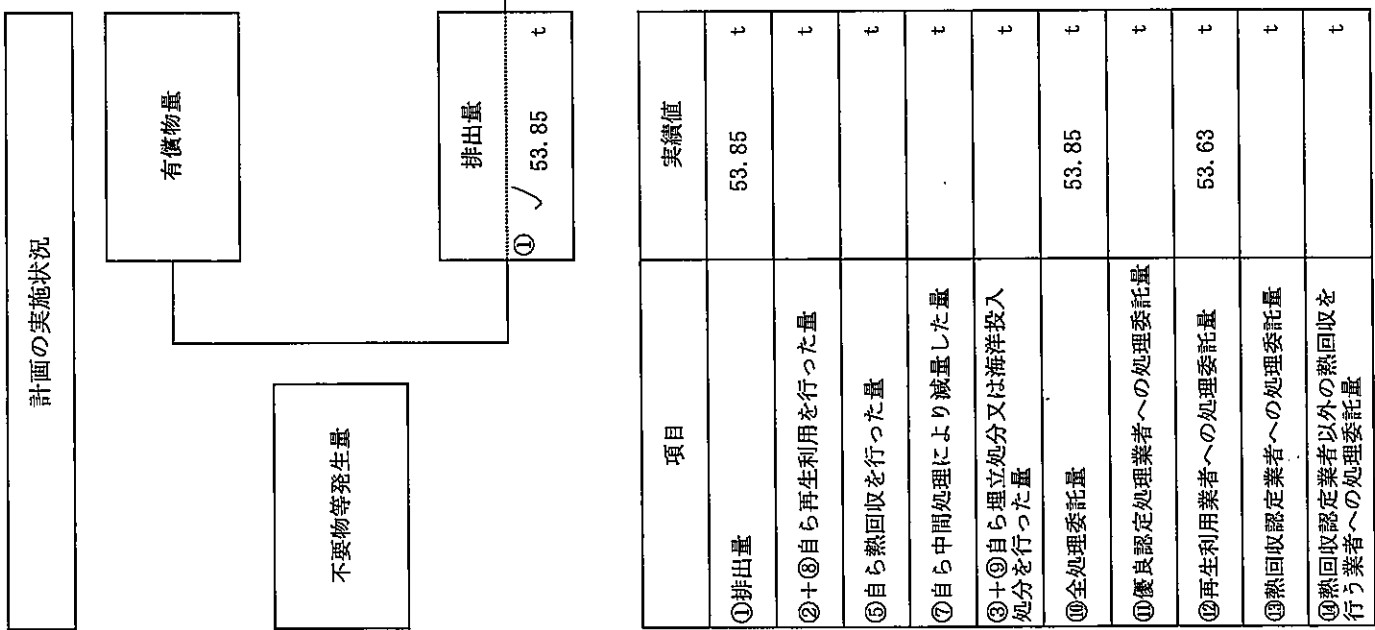 計画の実施状況
不要物等発生量
有償物量
排出量
① ✓ 53.85 t
項目 実績値
①排出量 53.85 t
②+⑧自ら再生利用を行った量 t
⑤自ら熱回収を行った量 t
⑦自ら中間処理により減量した量 t
③+⑨自ら埋立処分又は海洋投入
処分を行った量 t
⑩全処理委託量 53.85 t
⑪優良認定処理業者への処理委託量 t
⑫再生利用業者への処理委託量 53.63 t
⑬熱回収認定業者への処理委託量 t
⑭熱回収認定業者以外の熱回収を
行う業者への処理委託量 t